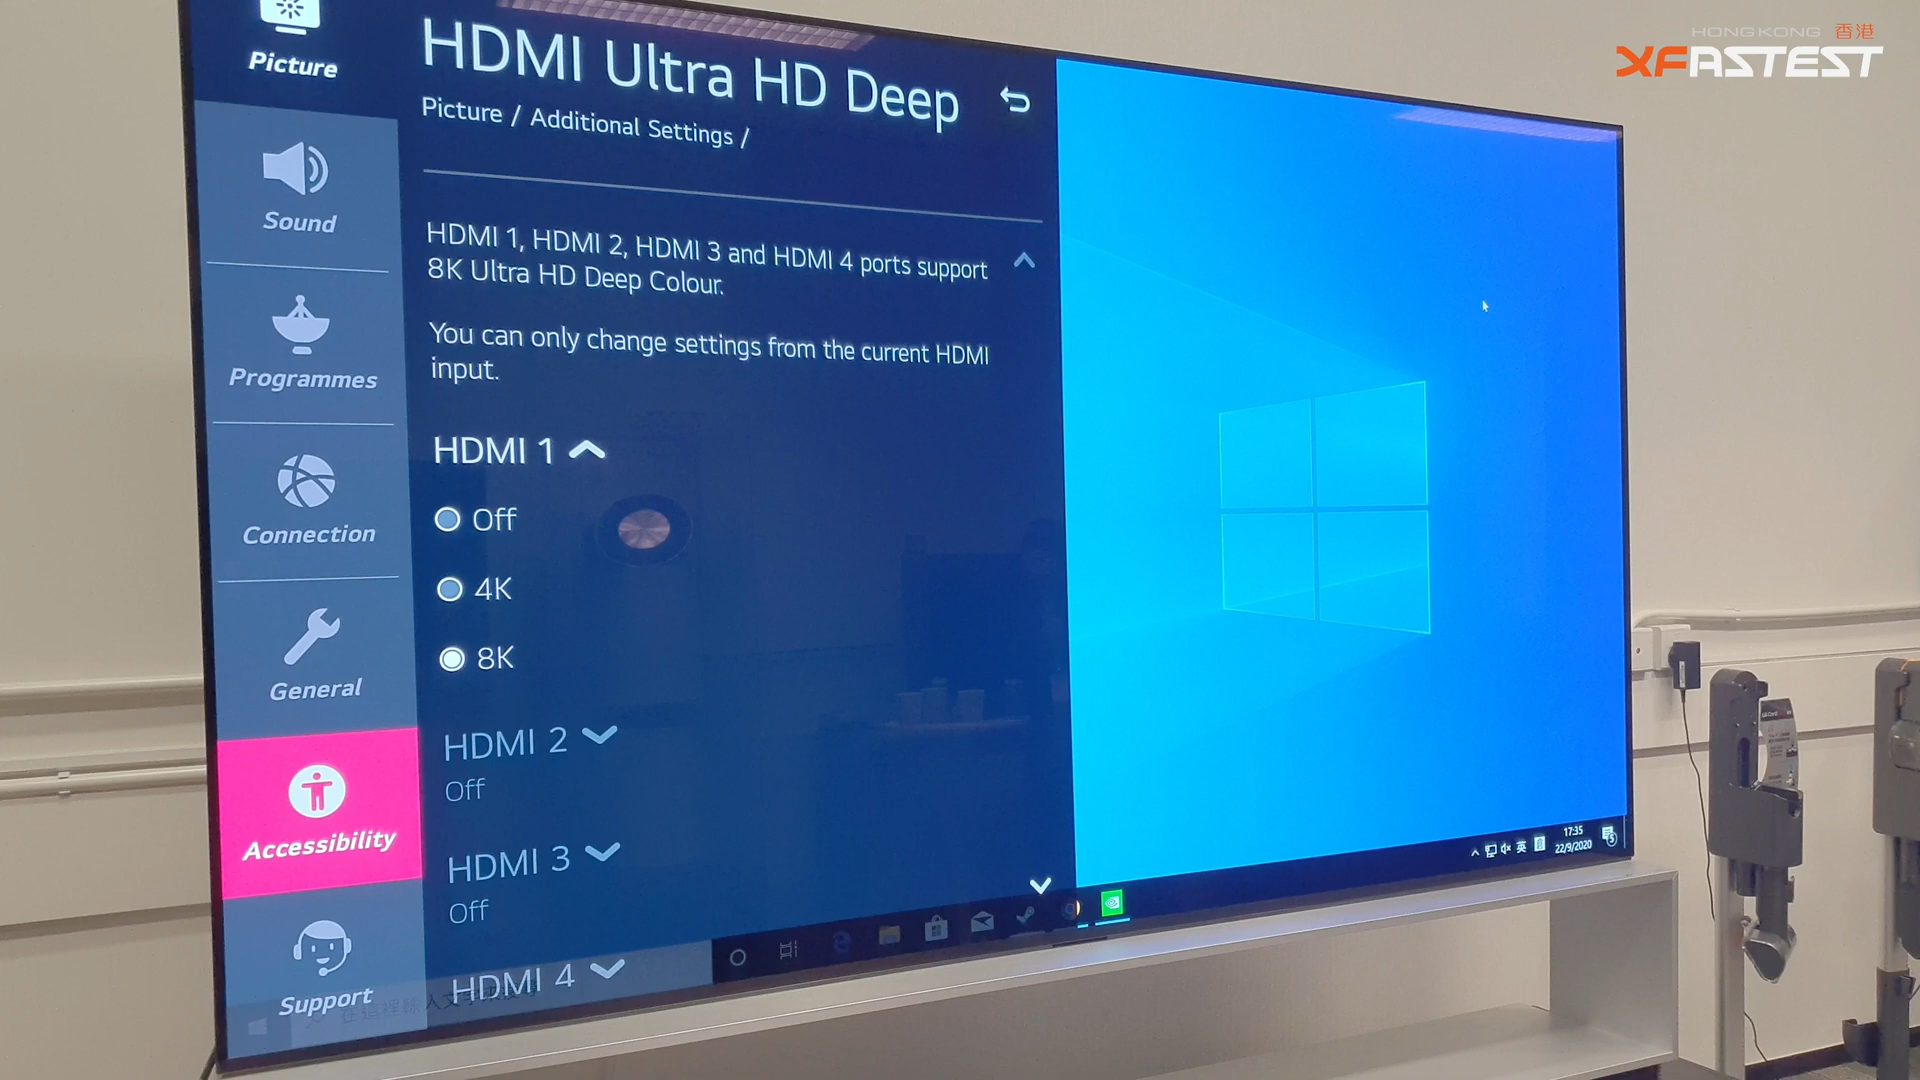 HONG KONG 香港
XFASTEST
Picture
Sound
Programmes
Connection
General
Accessibility
Support
HDMI Ultra HD Deep
Picture / Additional Settings /
HDMI 1, HDMI 2, HDMI 3 and HDMI 4 ports support
8K Ultra HD Deep Colour.
You can only change settings from the current HDMI
input.
HDMI 1
Off
4K
8K
HDMI 2
Off
HDMI 3
Off
HDMI 4
英
17:35
22/9/2020
5